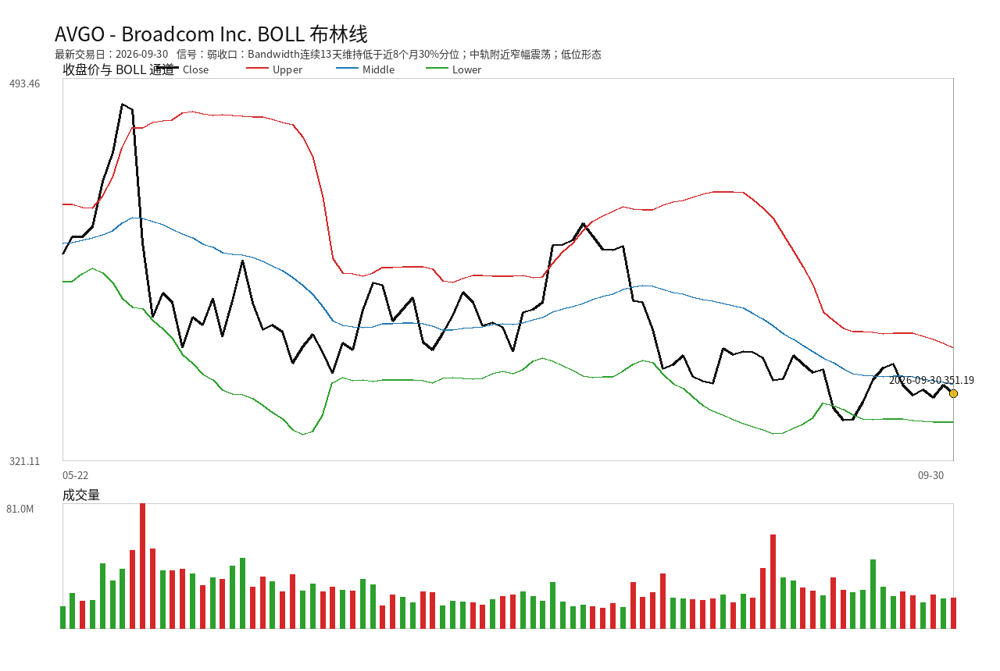 AVGO - Broadcom Inc. BOLL 布林线
最新交易日：2026-09-30 信号：弱收口：Bandwidth连续13天维持低于近8个月30%分位；中轨附近窄幅震荡；低位形态
收盘价与 BOLL 通道 Close Upper Middle Lower
493.46
2026-09-30 351.19
321.11
05-22 09-30
成交量
81.0M